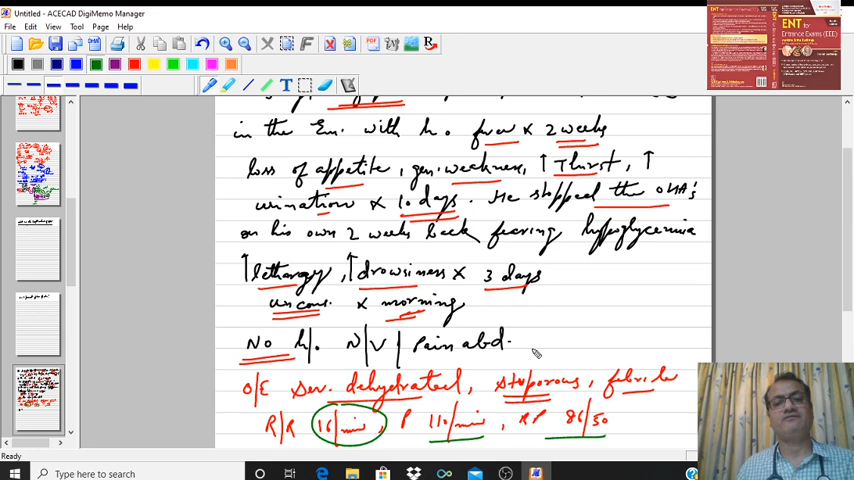 Untitled - ACECAD DigiMemo Manager
File Edit View Tool Help
in the Em. with h/o. fever x 2 weeks
loss of appetite, gen. weakness, ↑ Thirst, ↑
urination x 10 days. He stopped the OHA's
on his own 2 weeks back fearing hypoglycemia
↑ lethargy, ↑ drowsiness x 3 days
uncons. x morning
No h/o. N/V/ Pain abd.
O/E sev. dehydrated, stuporous, febrile
R/R 16/min, P 110/min, BP 86/50
Ready
Type here to search
ENT for
Entrance Exams (EEE)